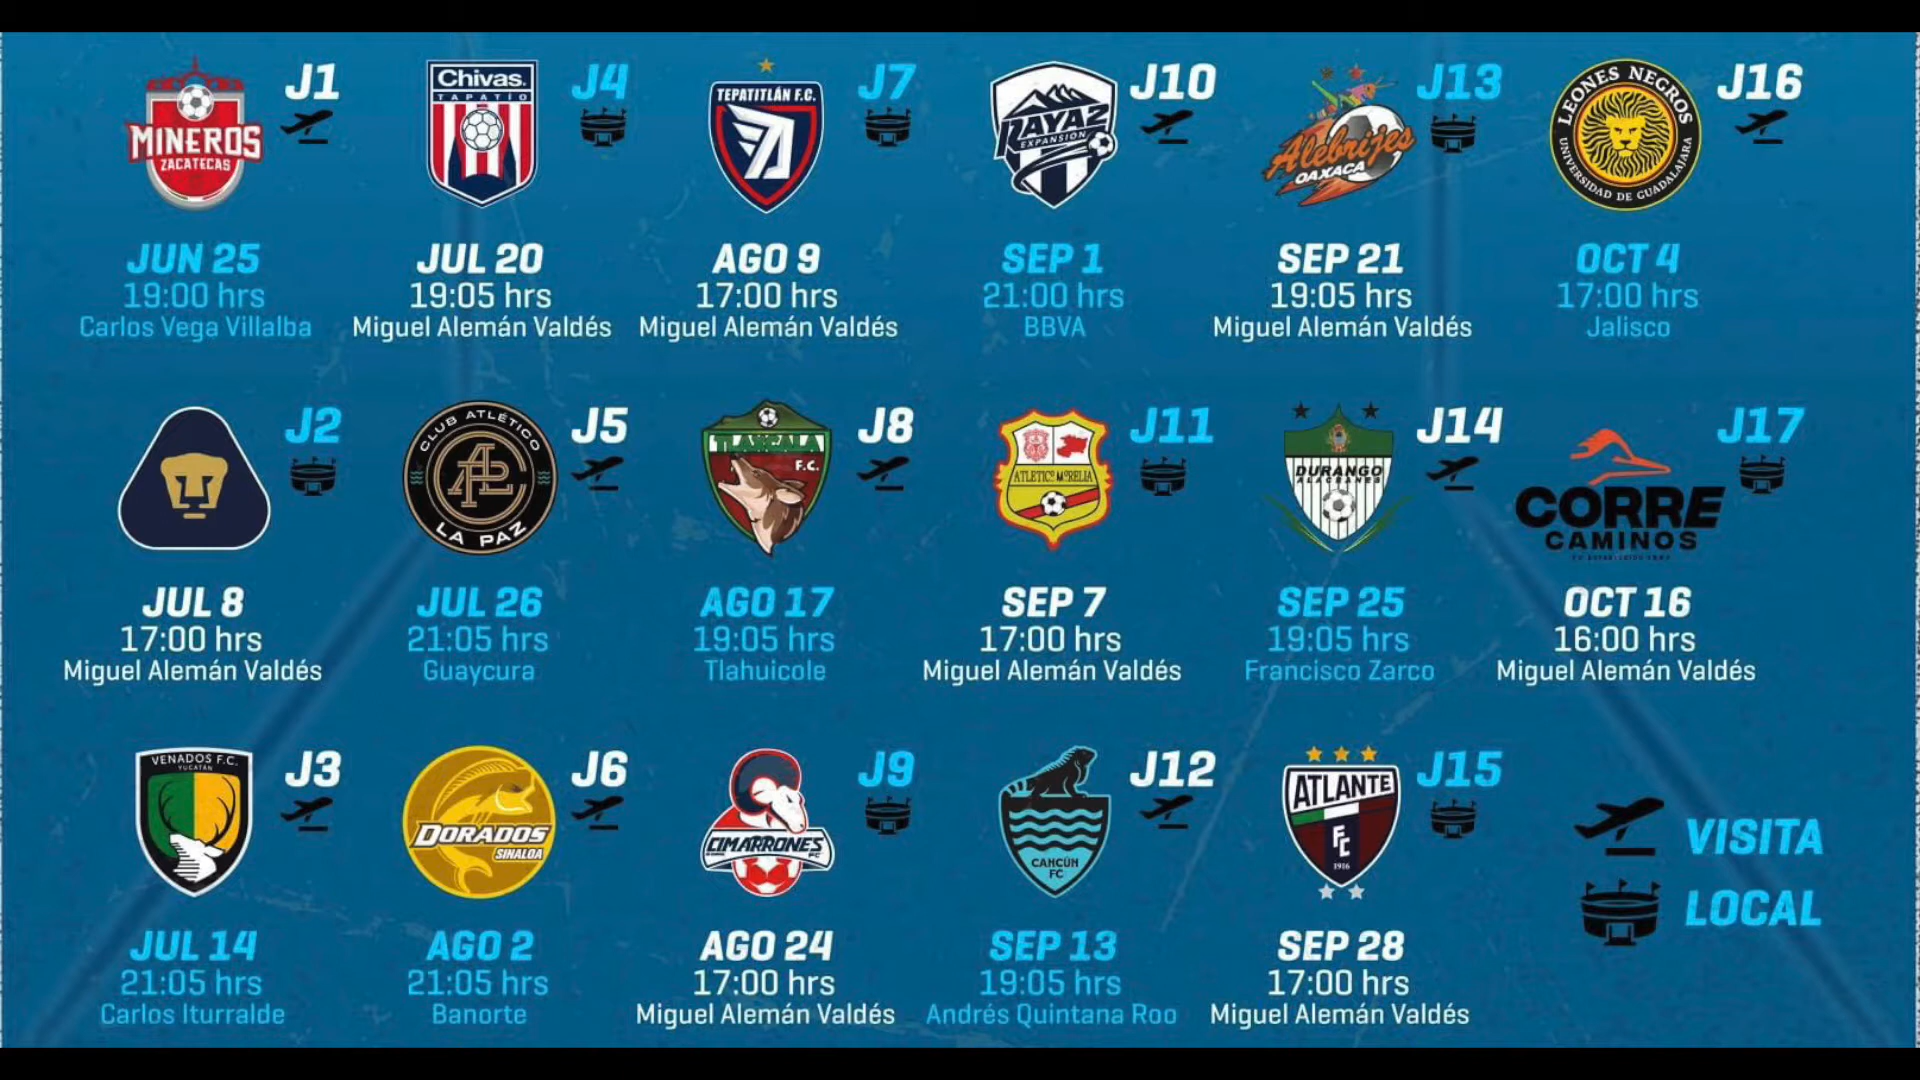 MINEROS
ZACATECAS
J1
JUN 25
19:00 hrs
Carlos Vega Villalba
Chivas.
TAPATÍO
J4
JUL 20
19:05 hrs
Miguel Alemán Valdés
TEPATITLÁN F.C.
J7
AGO 9
17:00 hrs
Miguel Alemán Valdés
RAYA2
EXPANSIÓN
J10
SEP 1
21:00 hrs
BBVA
Alebrijes
OAXACA
J13
SEP 21
19:05 hrs
Miguel Alemán Valdés
LEONES NEGROS
UNIVERSIDAD DE GUADALAJARA
J16
OCT 4
17:00 hrs
Jalisco
J2
JUL 8
17:00 hrs
Miguel Alemán Valdés
CLUB ATLÉTICO
LA PAZ
J5
JUL 26
21:05 hrs
Guaycura
TLAXCALA
F.C.
J8
AGO 17
19:05 hrs
Tlahuicole
ATLETICO MORELIA
J11
SEP 7
17:00 hrs
Miguel Alemán Valdés
DURANGO
ALACRANES
J14
SEP 25
19:05 hrs
Francisco Zarco
CORRE
CAMINOS
J17
OCT 16
16:00 hrs
Miguel Alemán Valdés
VENADOS F.C.
YUCATÁN
J3
JUL 14
21:05 hrs
Carlos Iturralde
DORADOS
SINALOA
J6
AGO 2
21:05 hrs
Banorte
CIMARRONES
FC
J9
AGO 24
17:00 hrs
Miguel Alemán Valdés
CANCÚN
FC
J12
SEP 13
19:05 hrs
Andrés Quintana Roo
ATLANTE
FC
1916
J15
SEP 28
17:00 hrs
Miguel Alemán Valdés
VISITA
LOCAL